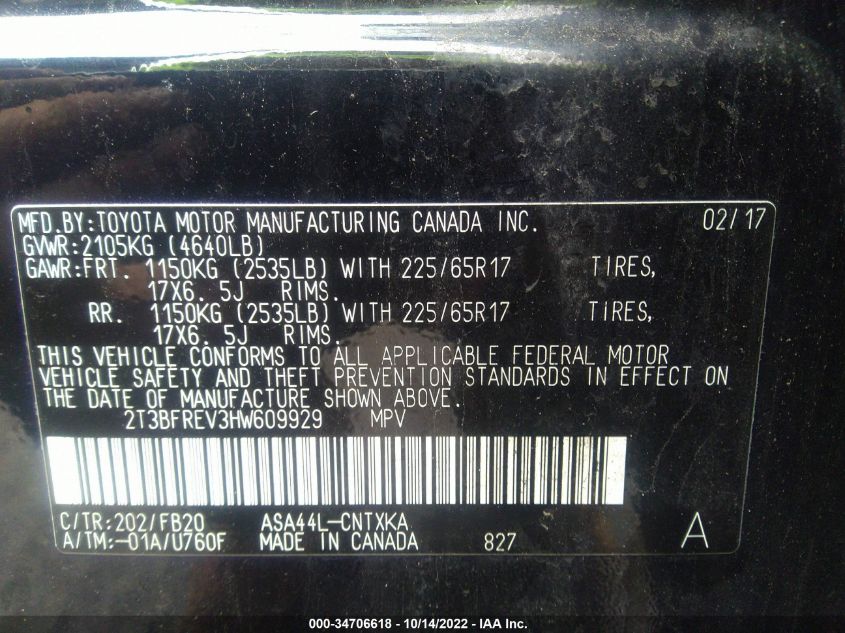 MFD.BY:TOYOTA MOTOR MANUFACTURING CANADA INC. 02/17
GVWR:2105KG (4640LB)
GAWR:FRT. 1150KG (2535LB) WITH 225/65R17 TIRES,
17X6.5J RIMS.
RR. 1150KG (2535LB) WITH 225/65R17 TIRES,
17X6.5J RIMS.
THIS VEHICLE CONFORMS TO ALL APPLICABLE FEDERAL MOTOR
VEHICLE SAFETY AND THEFT PREVENTION STANDARDS IN EFFECT ON
THE DATE OF MANUFACTURE SHOWN ABOVE.
2T3BFREV3HW609929 MPV
C/TR:202/FB20 ASA44L-CNTXKA
A/TM:-01A/U760F MADE IN CANADA 827 A
000-34706618 - 10/14/2022 - IAA Inc.